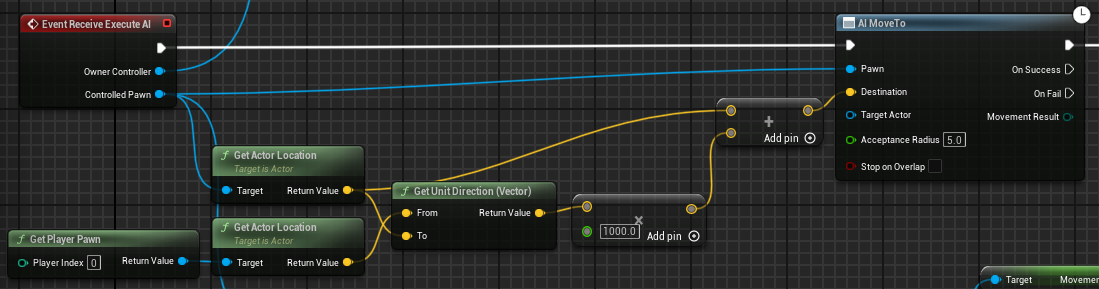 Event Receive Execute AI
Owner Controller
Controlled Pawn
AI MoveTo
Pawn
On Success
Destination
On Fail
Target Actor
Movement Result
Acceptance Radius 5.0
Stop on Overlap
+
Add pin
f Get Actor Location
Target is Actor
Target Return Value
f Get Unit Direction (Vector)
From Return Value
To
×
1000.0 Add pin
f Get Actor Location
Target is Actor
Target Return Value
f Get Player Pawn
Player Index 0 Return Value
Target Movemen